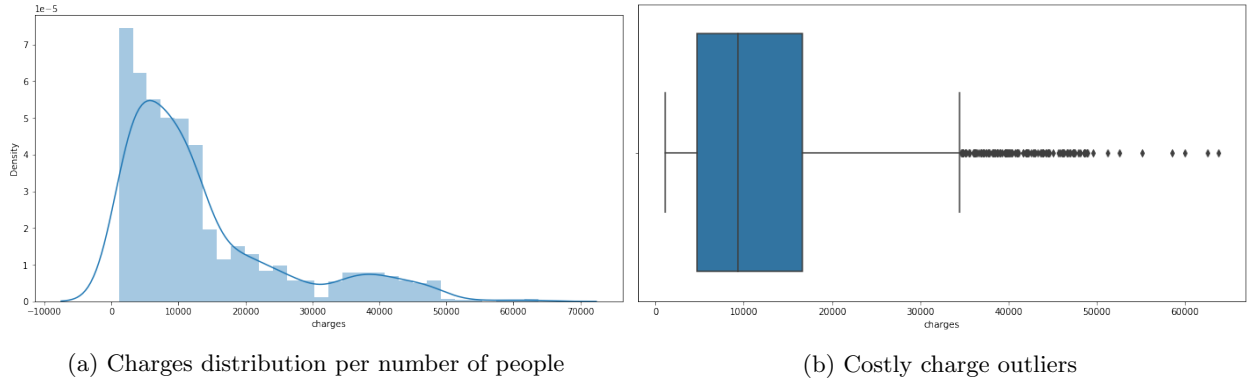 1e−5
7
6
5
4
3
2
1
0
Density
−10000 0 10000 20000 30000 40000 50000 60000 70000
charges
0 10000 20000 30000 40000 50000 60000
charges
(a) Charges distribution per number of people
(b) Costly charge outliers